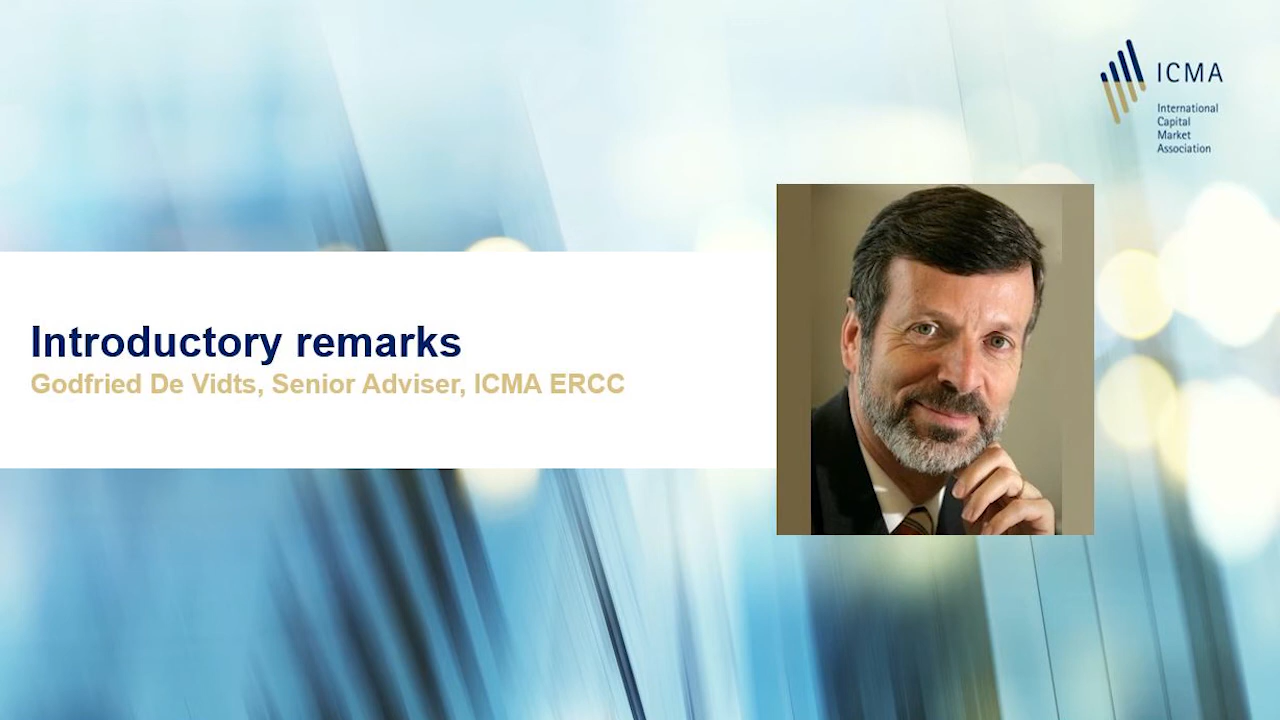 ICMA
International
Capital
Market
Association
Introductory remarks
Godfried De Vidts, Senior Adviser, ICMA ERCC